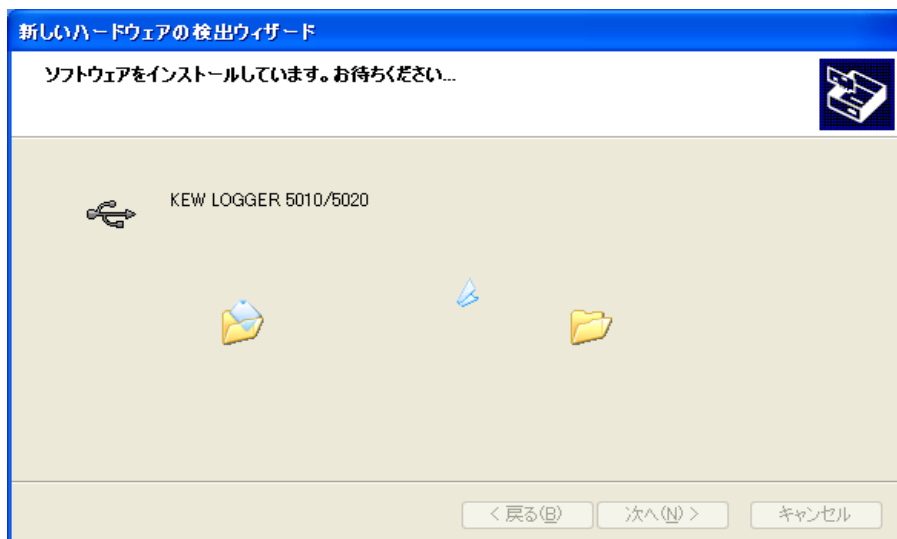 新しいハードウェアの検出ウィザード
ソフトウェアをインストールしています。お待ちください...
KEW LOGGER 5010/5020
< 戻る(B)
次へ(N) >
キャンセル